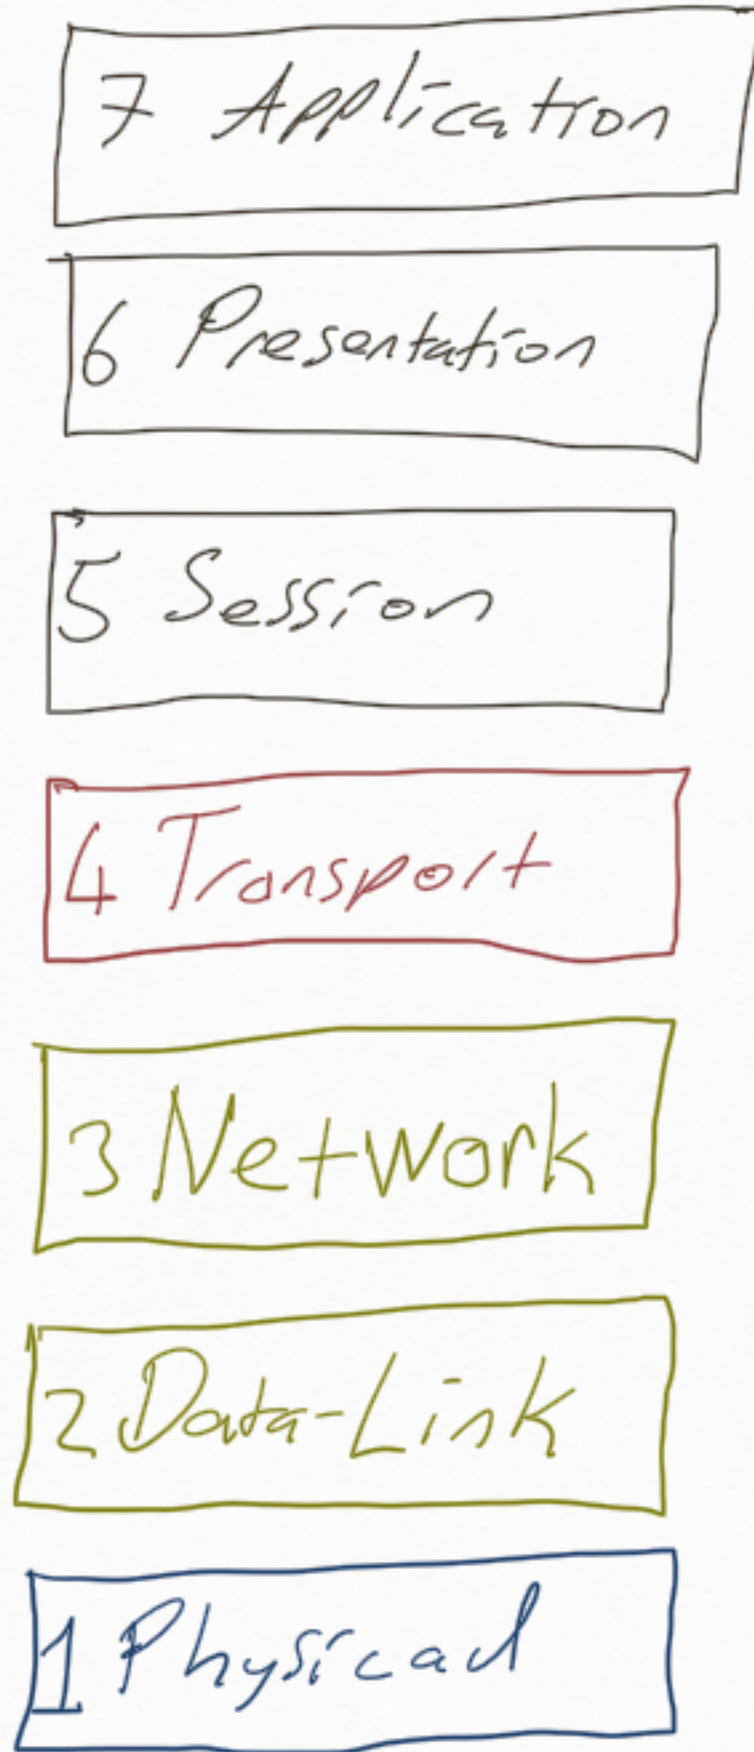 7 Application
6 Presentation
5 Session
4 Transport
3 Network
2 Data-Link
1 Physical